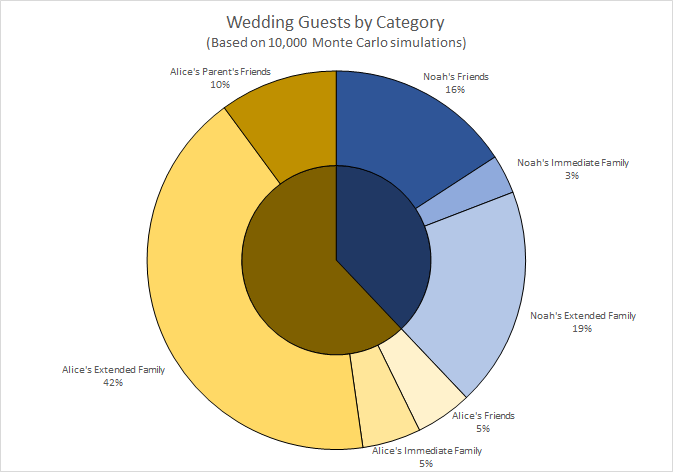 Wedding Guests by Category
(Based on 10,000 Monte Carlo simulations)
Alice's Parent's Friends
10%
Noah's Friends
16%
Noah's Immediate Family
3%
Noah's Extended Family
19%
Alice's Friends
5%
Alice's Immediate Family
5%
Alice's Extended Family
42%